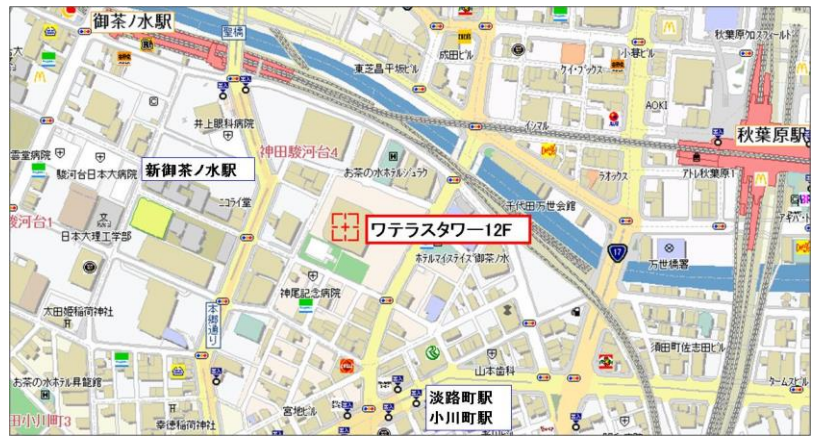 御茶ノ水駅
聖橋
成田ビル
小暮ビル
秋葉原クロスフィールド
東芝昌平坂ビル
ケイ・ブックス
AOKI
イシマル
井上眼科病院
秋葉原駅
雲堂病院
駿河台日本大病院
新御茶ノ水駅
神田駿河台4
お茶の水ホテルジュラク
ラオックス
アトレ秋葉原1
ニコライ堂
千代田万世会館
駿河台1
日本大理工学部
ワテラスタワー12F
17
万世橋署
ホテルマイステイズ御茶ノ水
神尾記念病院
太田姫稲荷神社
本郷通り
須田町佐志田ビル
山本歯科
お茶の水ホテル昇龍館
淡路町駅
小川町駅
タームスビル
田小川町3
幸徳稲荷神社
宮地ビル